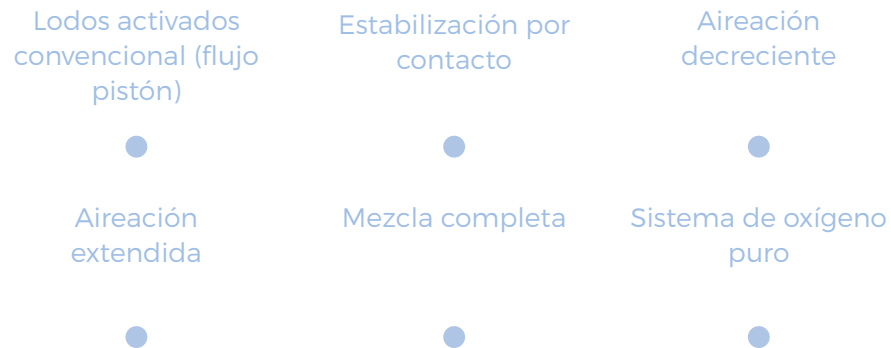 Lodos activados
convencional (flujo
pistón)
Estabilización por
contacto
Aireación
decreciente
Aireación
extendida
Mezcla completa
Sistema de oxígeno
puro